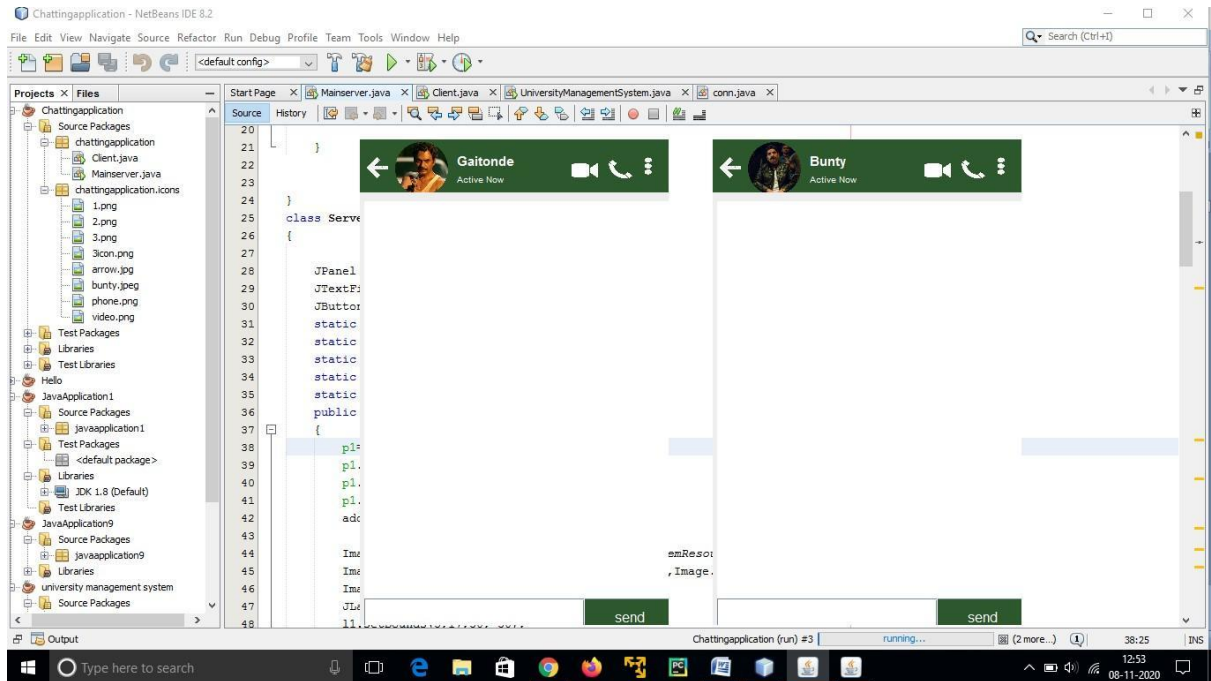 Chattingapplication - NetBeans IDE 8.2
File Edit View Navigate Source Refactor Run Debug Profile Team Tools Window Help
Search (Ctrl+I)
<default config>
Projects Files
Start Page Mainserver.java Client.java UniversityManagementSystem.java conn.java
Source History
Chattingapplication
Source Packages
chattingapplication
Client.java
Mainserver.java
chattingapplication.icons
1.png
2.png
3.png
3icon.png
arrow.jpg
bunty.jpeg
phone.png
video.png
Test Packages
Libraries
Test Libraries
Hello
JavaApplication1
Source Packages
javaapplication1
Test Packages
<default package>
Libraries
JDK 1.8 (Default)
Test Libraries
JavaApplication9
Source Packages
javaapplication9
Libraries
university management system
Source Packages
20
21 }
22
23
24 }
25 class Serve
26 {
27
28 JPanel
29 JTextFi
30 JButton
31 static
32 static
33 static
34 static
35 static
36 public
37 {
38 p1=
39 p1.
40 p1.
41 p1.
42 add
43
44 Ima emResou
45 Ima ,Image.
46 Ima
47 JLa
48
Gaitonde
Active Now
send
Bunty
Active Now
send
Output
Chattingapplication (run) #3 running... (2 more...) 1 38:25 INS
Type here to search
PC
12:53
08-11-2020